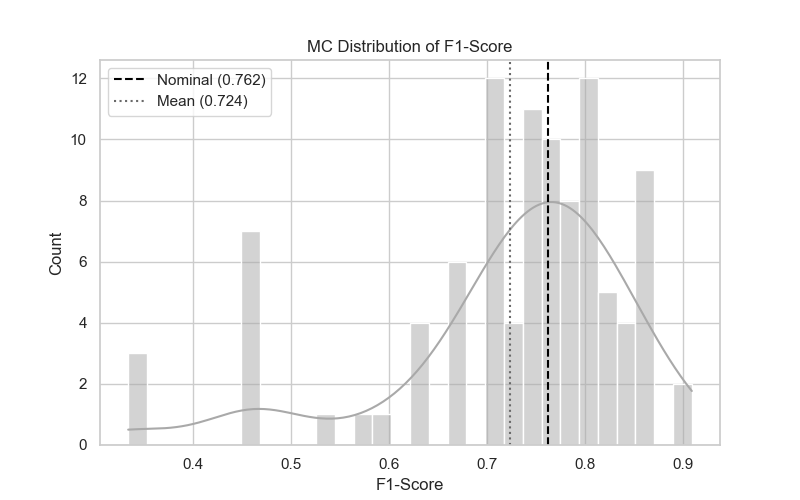 MC Distribution of F1-Score
Nominal (0.762)
Mean (0.724)
12
10
8
6
4
2
0
Count
0.4 0.5 0.6 0.7 0.8 0.9
F1-Score